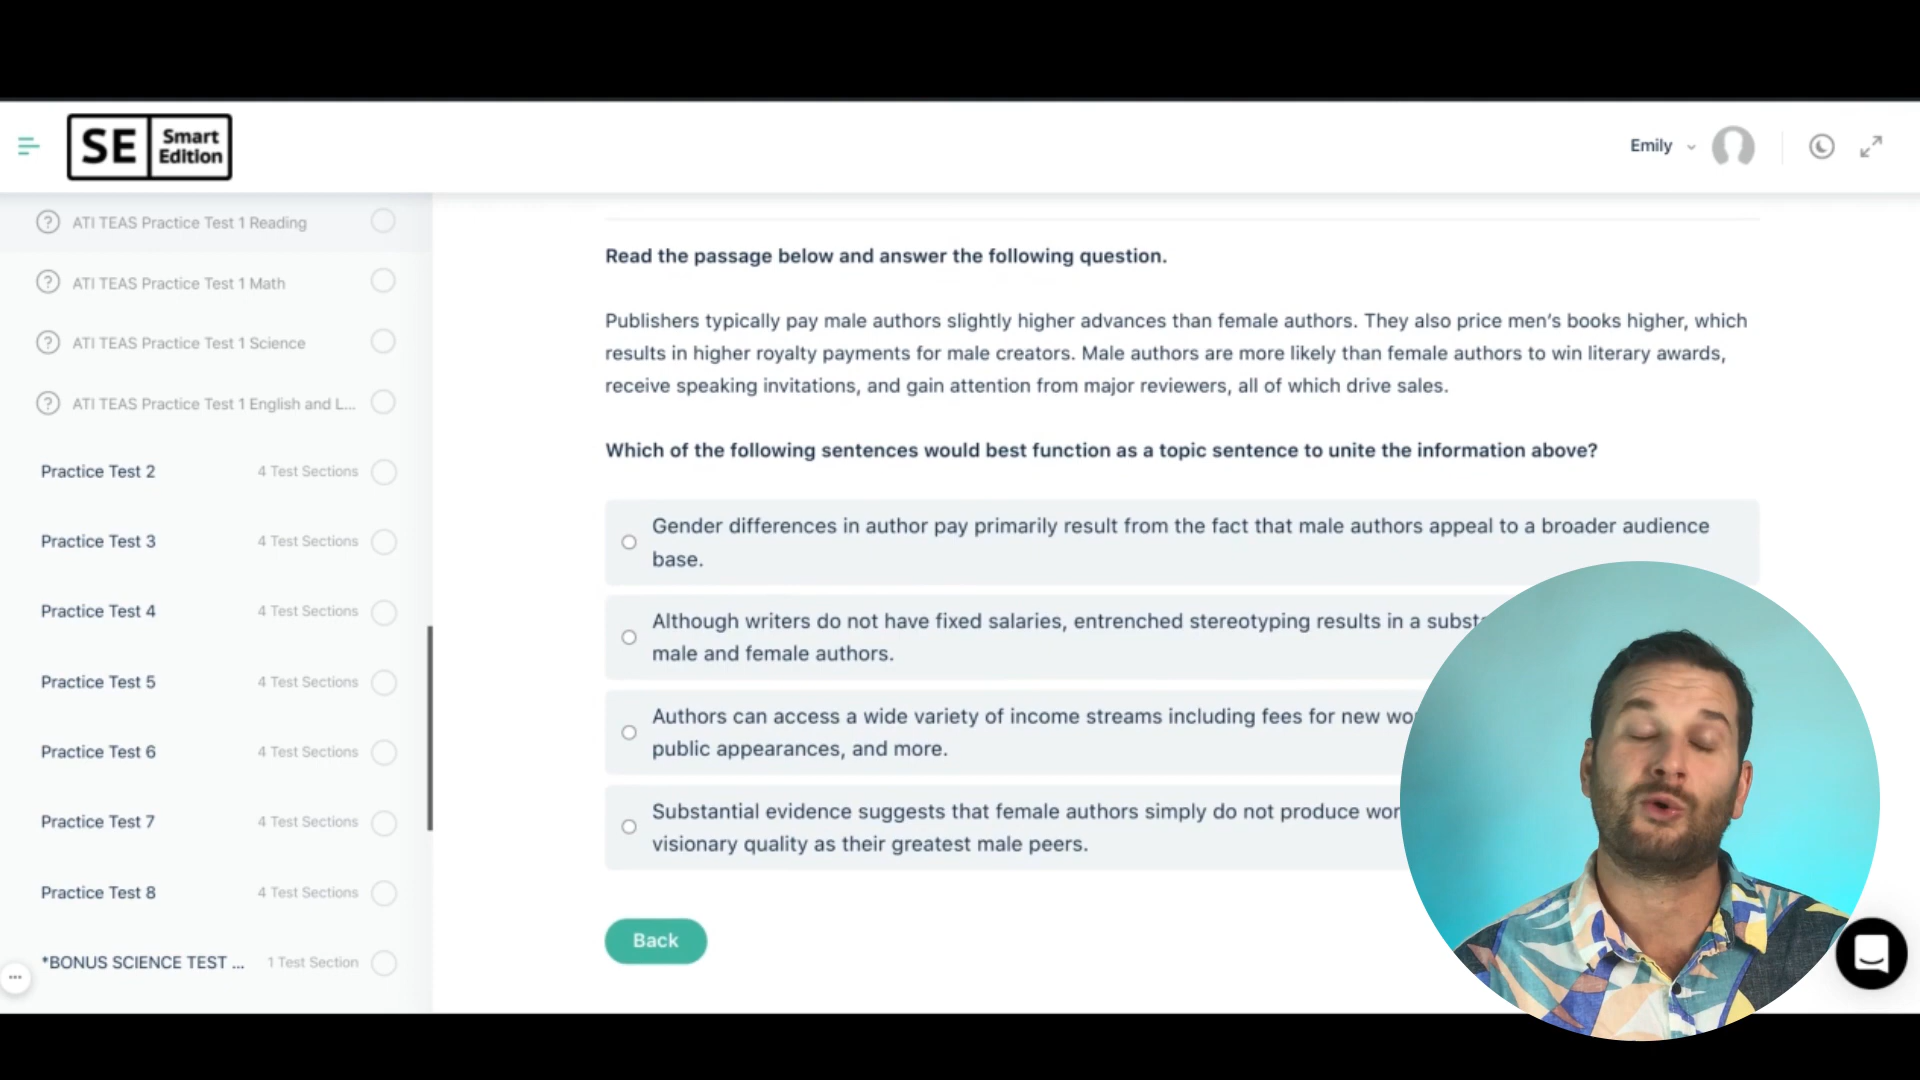 SE Smart Edition
Emily
ATI TEAS Practice Test 1 Reading
ATI TEAS Practice Test 1 Math
ATI TEAS Practice Test 1 Science
ATI TEAS Practice Test 1 English and L...
Practice Test 2 4 Test Sections
Practice Test 3 4 Test Sections
Practice Test 4 4 Test Sections
Practice Test 5 4 Test Sections
Practice Test 6 4 Test Sections
Practice Test 7 4 Test Sections
Practice Test 8 4 Test Sections
*BONUS SCIENCE TEST ... 1 Test Section
Read the passage below and answer the following question.
Publishers typically pay male authors slightly higher advances than female authors. They also price men's books higher, which
results in higher royalty payments for male creators. Male authors are more likely than female authors to win literary awards,
receive speaking invitations, and gain attention from major reviewers, all of which drive sales.
Which of the following sentences would best function as a topic sentence to unite the information above?
Gender differences in author pay primarily result from the fact that male authors appeal to a broader audience
base.
Although writers do not have fixed salaries, entrenched stereotyping results in a
male and female authors.
Authors can access a wide variety of income streams including fees for new
public appearances, and more.
Substantial evidence suggests that female authors simply do not produce
visionary quality as their greatest male peers.
Back